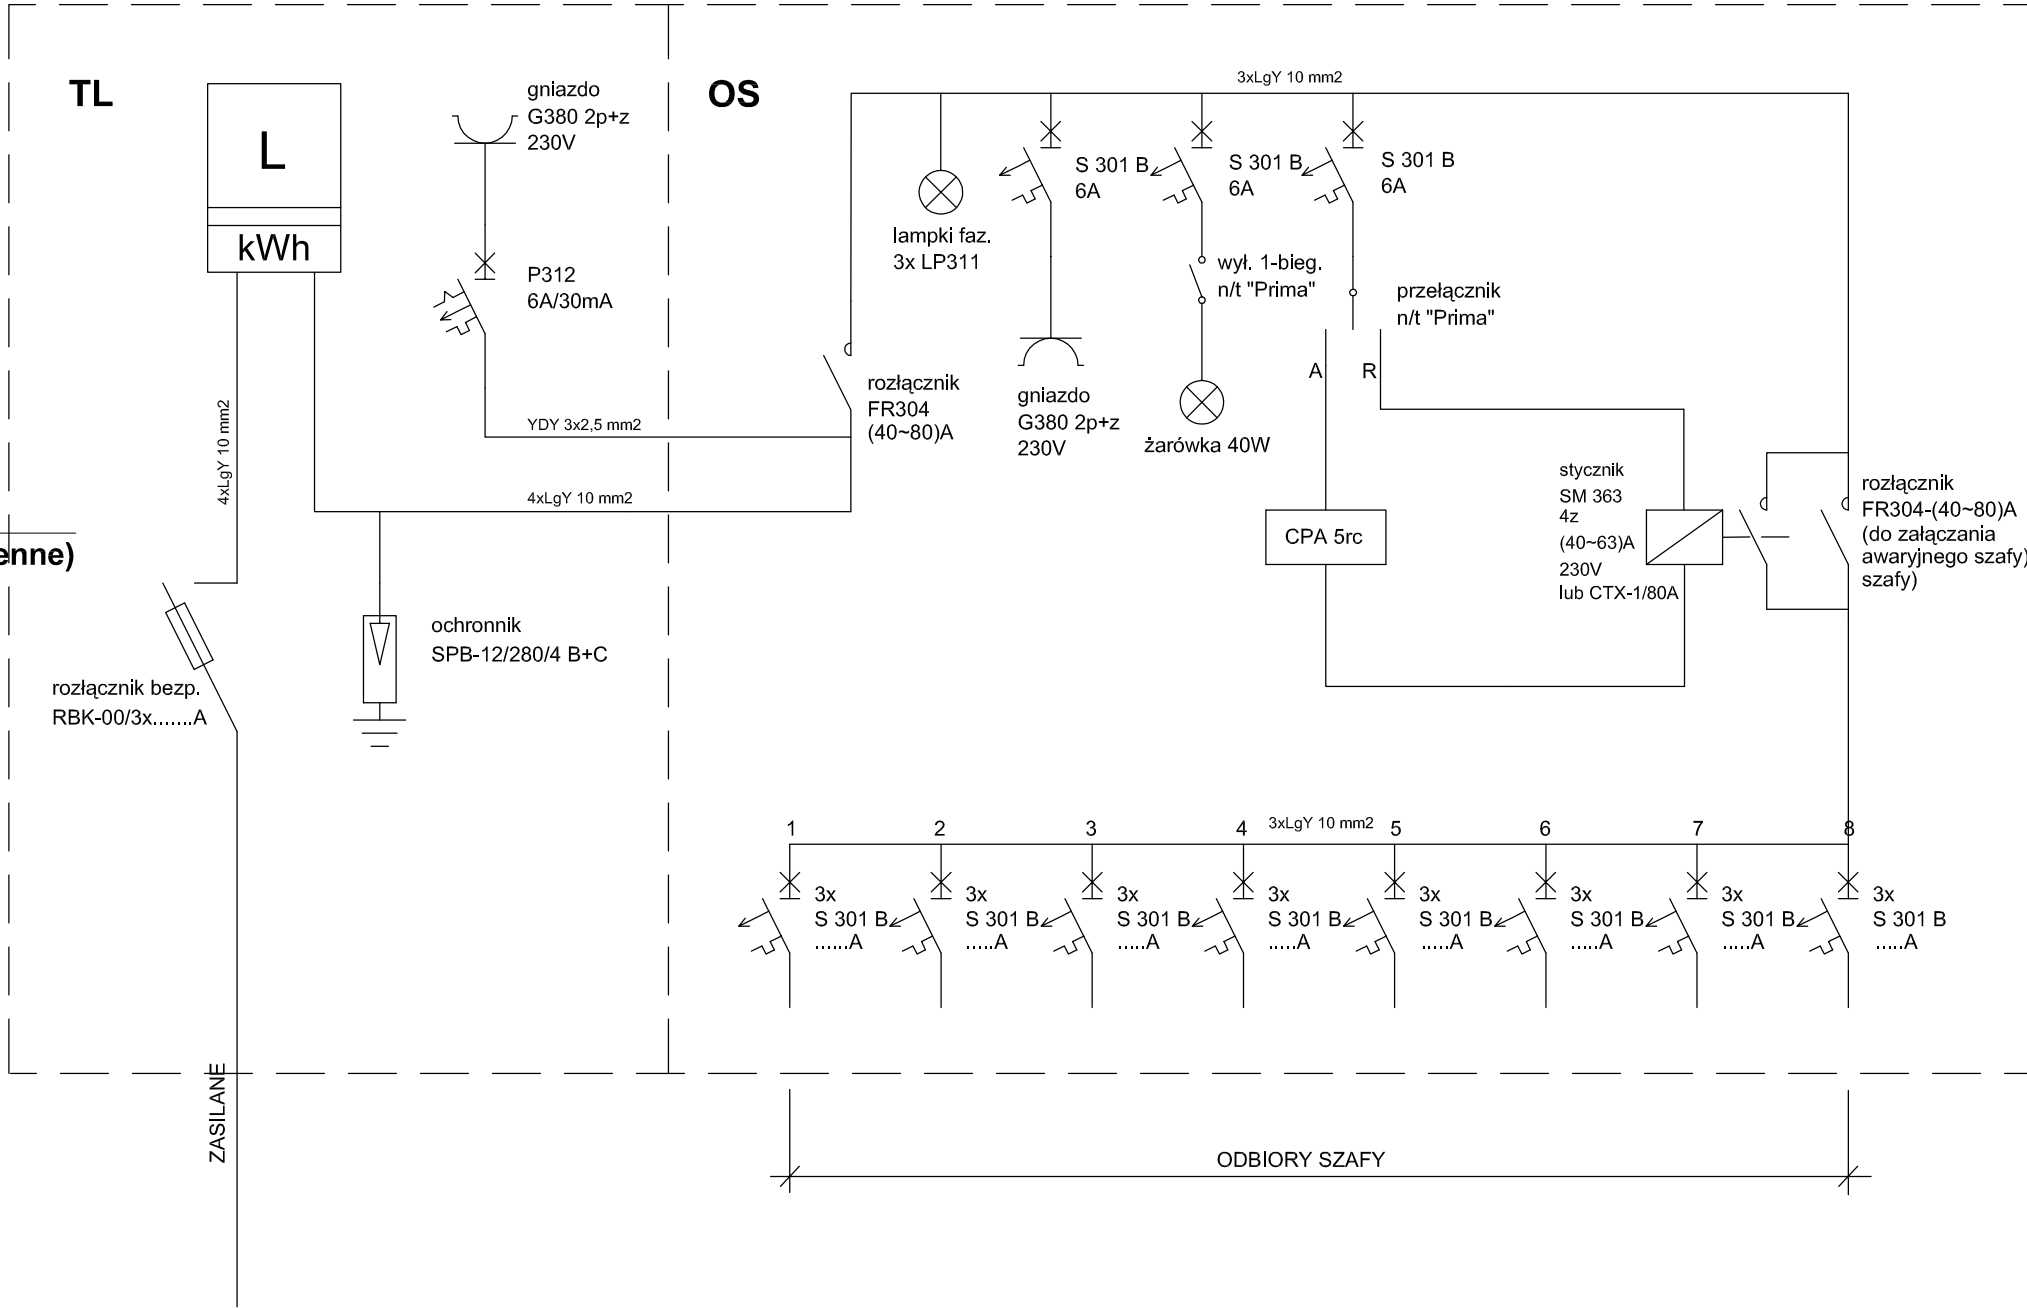 TL
L
kWh
gniazdo
G380 2p+z
230V
P312
6A/30mA
4xLgY 10 mm2
YDY 3x2,5 mm2
4xLgY 10 mm2
enne)
rozłącznik bezp.
RBK-00/3x.......A
ochronnik
SPB-12/280/4 B+C
ZASILANE
OS
3xLgY 10 mm2
lampki faz.
3x LP311
S 301 B
6A
S 301 B
6A
S 301 B
6A
wył. 1-bieg.
n/t "Prima"
przełącznik
n/t "Prima"
rozłącznik
FR304
(40~80)A
gniazdo
G380 2p+z
230V
żarówka 40W
A
R
CPA 5rc
stycznik
SM 363
4z
(40~63)A
230V
lub CTX-1/80A
rozłącznik
FR304-(40~80)A
(do załączania
awaryjnego szafy)
szafy)
1 2 3 4 3xLgY 10 mm2 5 6 7 8
3x
S 301 B
......A
3x
S 301 B
.....A
3x
S 301 B
.....A
3x
S 301 B
.....A
3x
S 301 B
.....A
3x
S 301 B
.....A
3x
S 301 B
.....A
3x
S 301 B
.....A
ODBIORY SZAFY